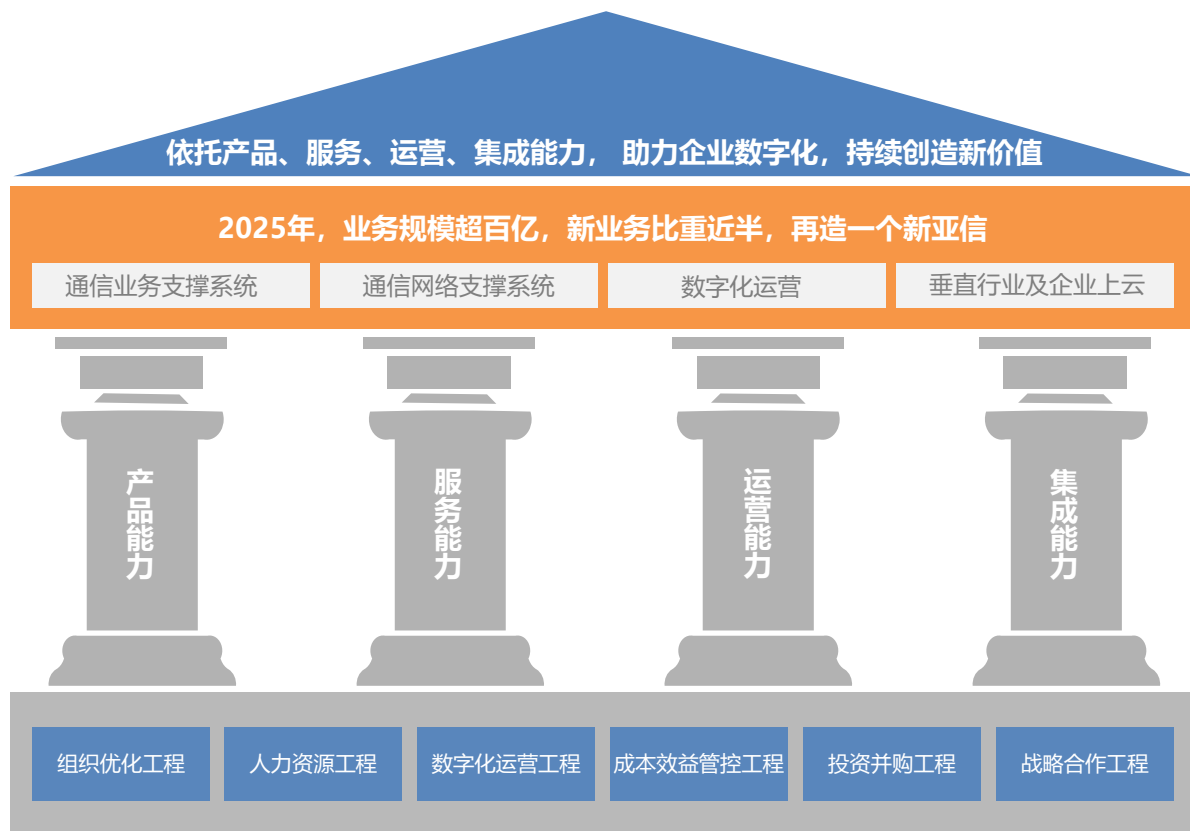 依托产品、服务、运营、集成能力， 助力企业数字化，持续创造新价值
2025年，业务规模超百亿，新业务比重近半，再造一个新亚信
通信业务支撑系统
通信网络支撑系统
数字化运营
垂直行业及企业上云
产品能力
服务能力
运营能力
集成能力
组织优化工程
人力资源工程
数字化运营工程
成本效益管控工程
投资并购工程
战略合作工程